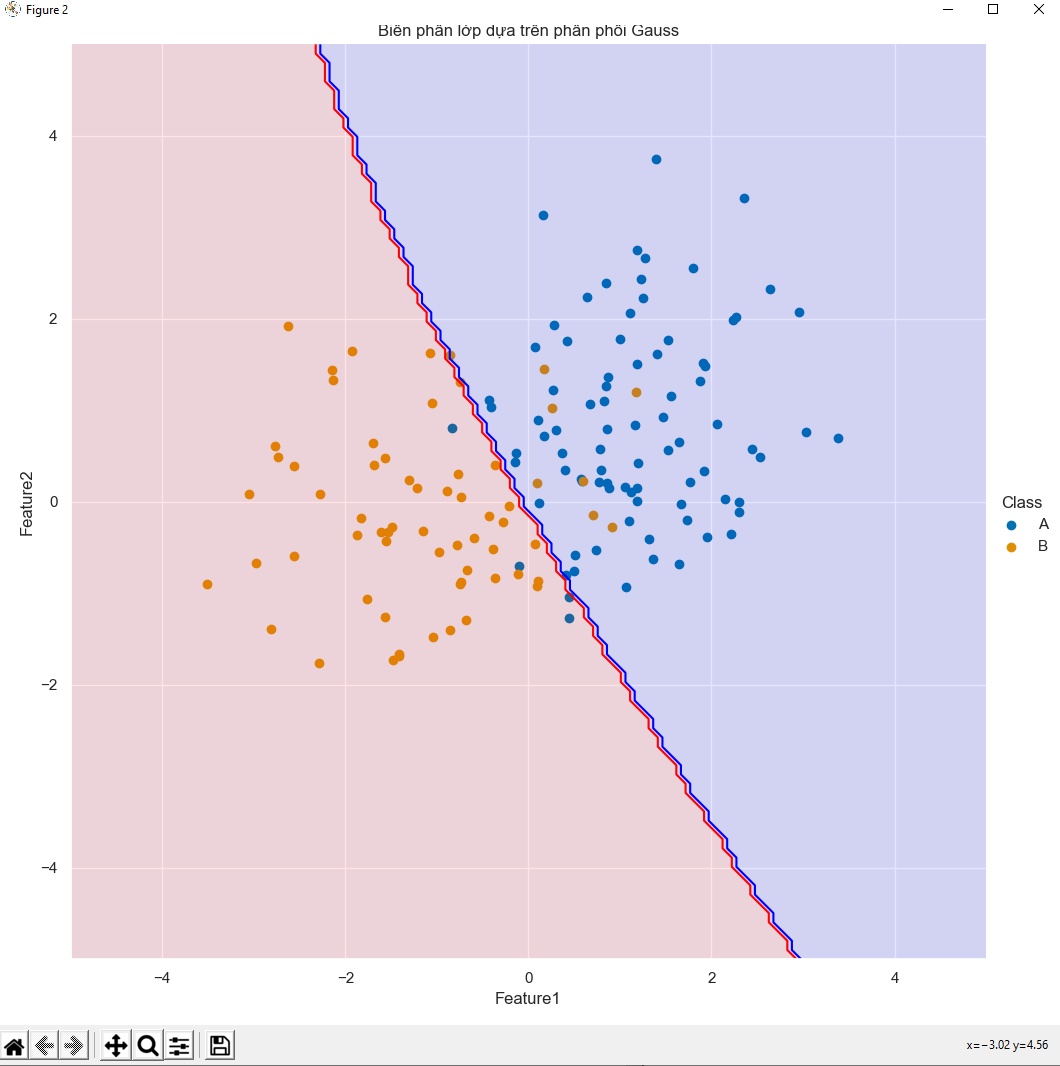 Figure 2
Biên phân lớp dựa trên phân phối Gauss
4
2
0
−2
−4
Feature2
−4
−2
0
2
4
Feature1
Class
A
B
x=−3.02 y=4.56